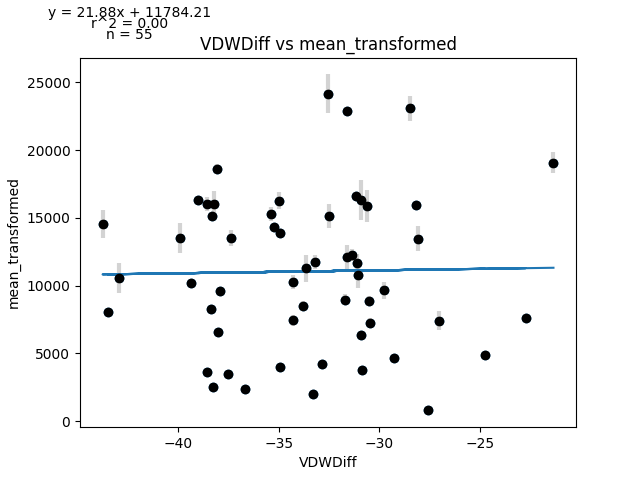 y = 21.88x + 11784.21
r^2 = 0.00
n = 55
VDWDiff vs mean_transformed
25000
20000
15000
10000
5000
0
mean_transformed
−40
−35
−30
−25
VDWDiff